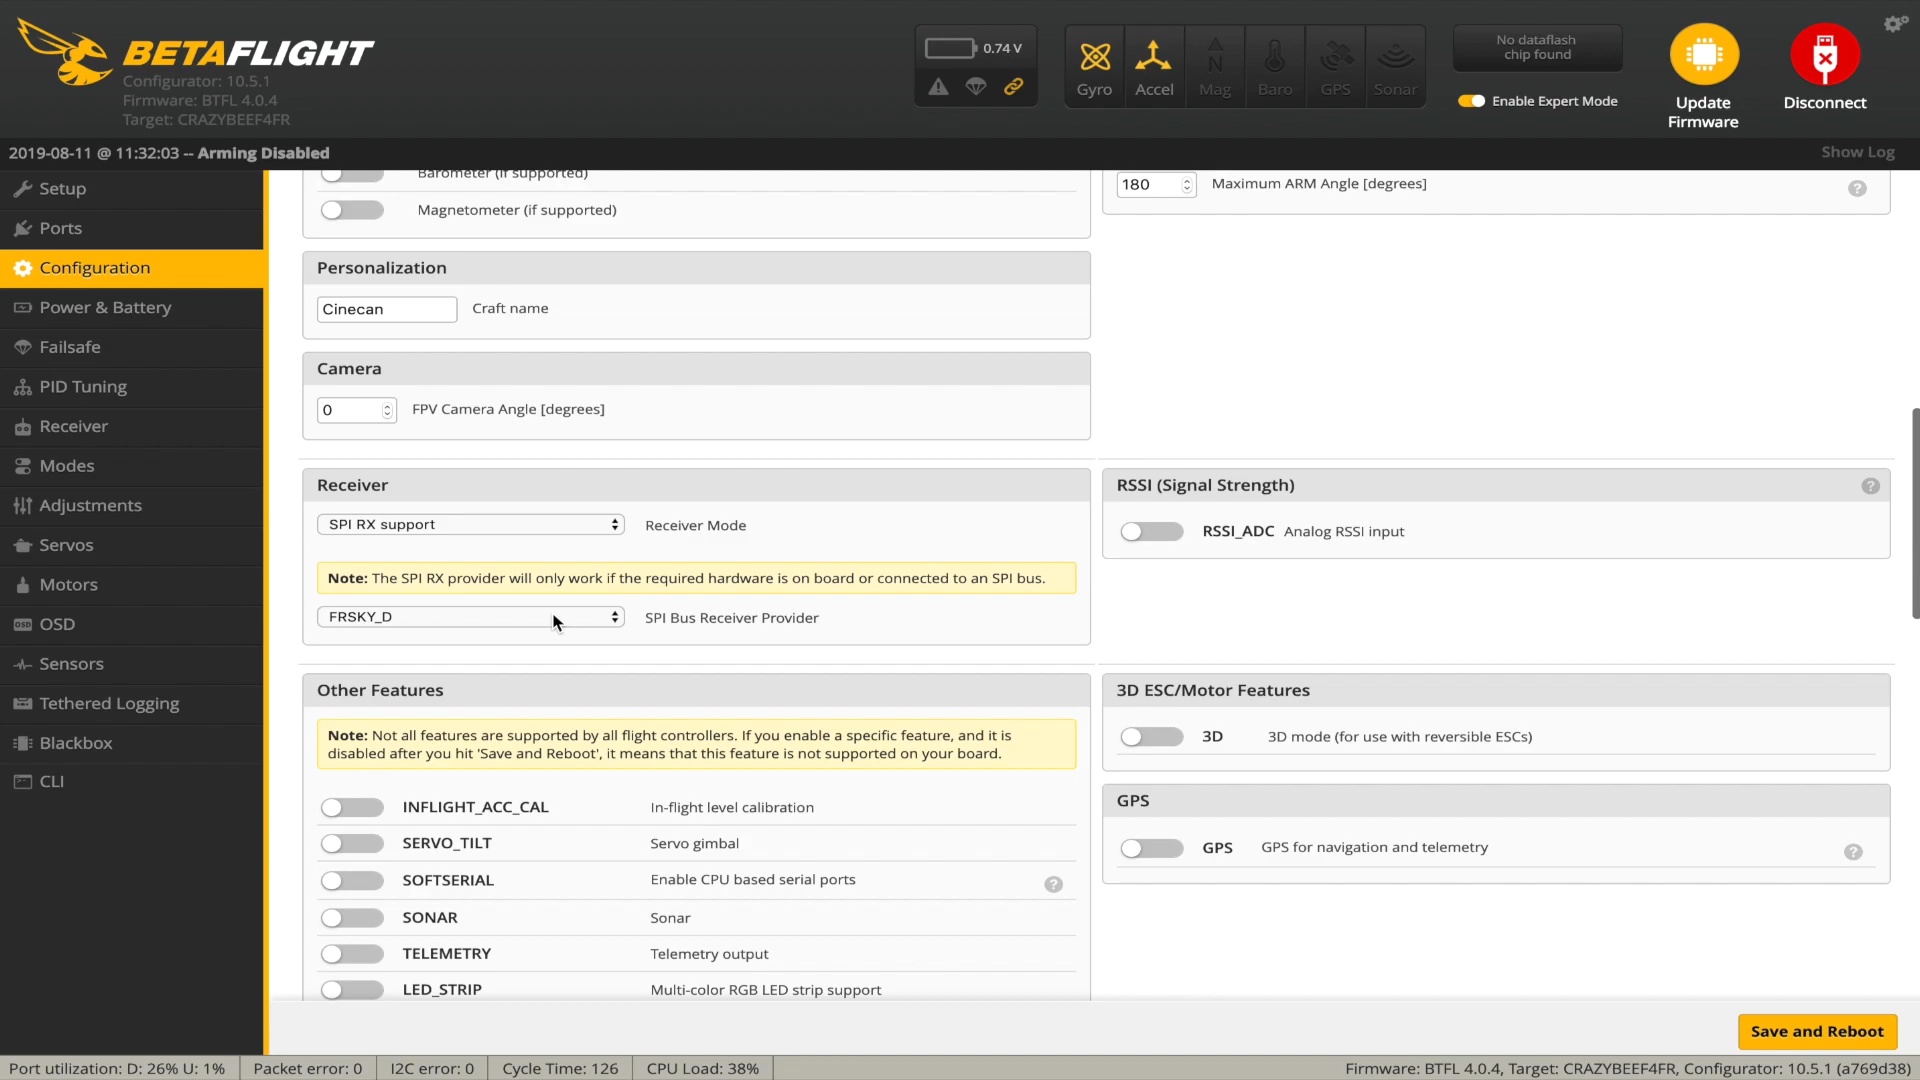 BETAFLIGHT
Configurator: 10.5.1
Firmware: BTFL 4.0.4
Target: CRAZYBEEF4FR
0.74 V
Gyro
Accel
N
Mag
Baro
GPS
Sonar
No dataflash
chip found
Enable Expert Mode
Update
Firmware
Disconnect
2019-08-11 @ 11:32:03 -- Arming Disabled
Show Log
Setup
Ports
Configuration
Power & Battery
Failsafe
PID Tuning
Receiver
Modes
Adjustments
Servos
Motors
OSD OSD
Sensors
Tethered Logging
Blackbox
CLI
Barometer (if supported)
Magnetometer (if supported)
180 Maximum ARM Angle [degrees] ?
Personalization
Cinecan Craft name
Camera
0 FPV Camera Angle [degrees]
Receiver
SPI RX support Receiver Mode
Note: The SPI RX provider will only work if the required hardware is on board or connected to an SPI bus.
FRSKY_D SPI Bus Receiver Provider
RSSI (Signal Strength) ?
RSSI_ADC Analog RSSI input
Other Features
Note: Not all features are supported by all flight controllers. If you enable a specific feature, and it is
disabled after you hit 'Save and Reboot', it means that this feature is not supported on your board.
INFLIGHT_ACC_CAL In-flight level calibration
SERVO_TILT Servo gimbal
SOFTSERIAL Enable CPU based serial ports ?
SONAR Sonar
TELEMETRY Telemetry output
LED_STRIP Multi-color RGB LED strip support
3D ESC/Motor Features
3D 3D mode (for use with reversible ESCs)
GPS
GPS GPS for navigation and telemetry ?
Save and Reboot
Port utilization: D: 26% U: 1% Packet error: 0 I2C error: 0 Cycle Time: 126 CPU Load: 38% Firmware: BTFL 4.0.4, Target: CRAZYBEEF4FR, Configurator: 10.5.1 (a769d38)